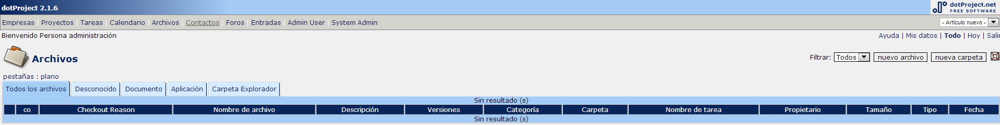 dotProject 2.1.6
dotProject.net
FREE SOFTWARE
Empresas | Proyectos | Tareas | Calendario | Archivos | Contactos | Foros | Entradas | Admin User | System Admin
- Artículo nuevo -
Bienvenido Persona administración
Ayuda | Mis datos | Todo | Hoy | Salir
Archivos
Filtrar: Todos nuevo archivo nueva carpeta
pestañas : plano
Todos los archivos Desconocido Documento Aplicación Carpeta Explorador
Sin resultado (s)
co Checkout Reason Nombre de archivo Descripción Versiones Categoría Carpeta Nombre de tarea Propietario Tamaño Tipo Fecha
Sin resultado (s)